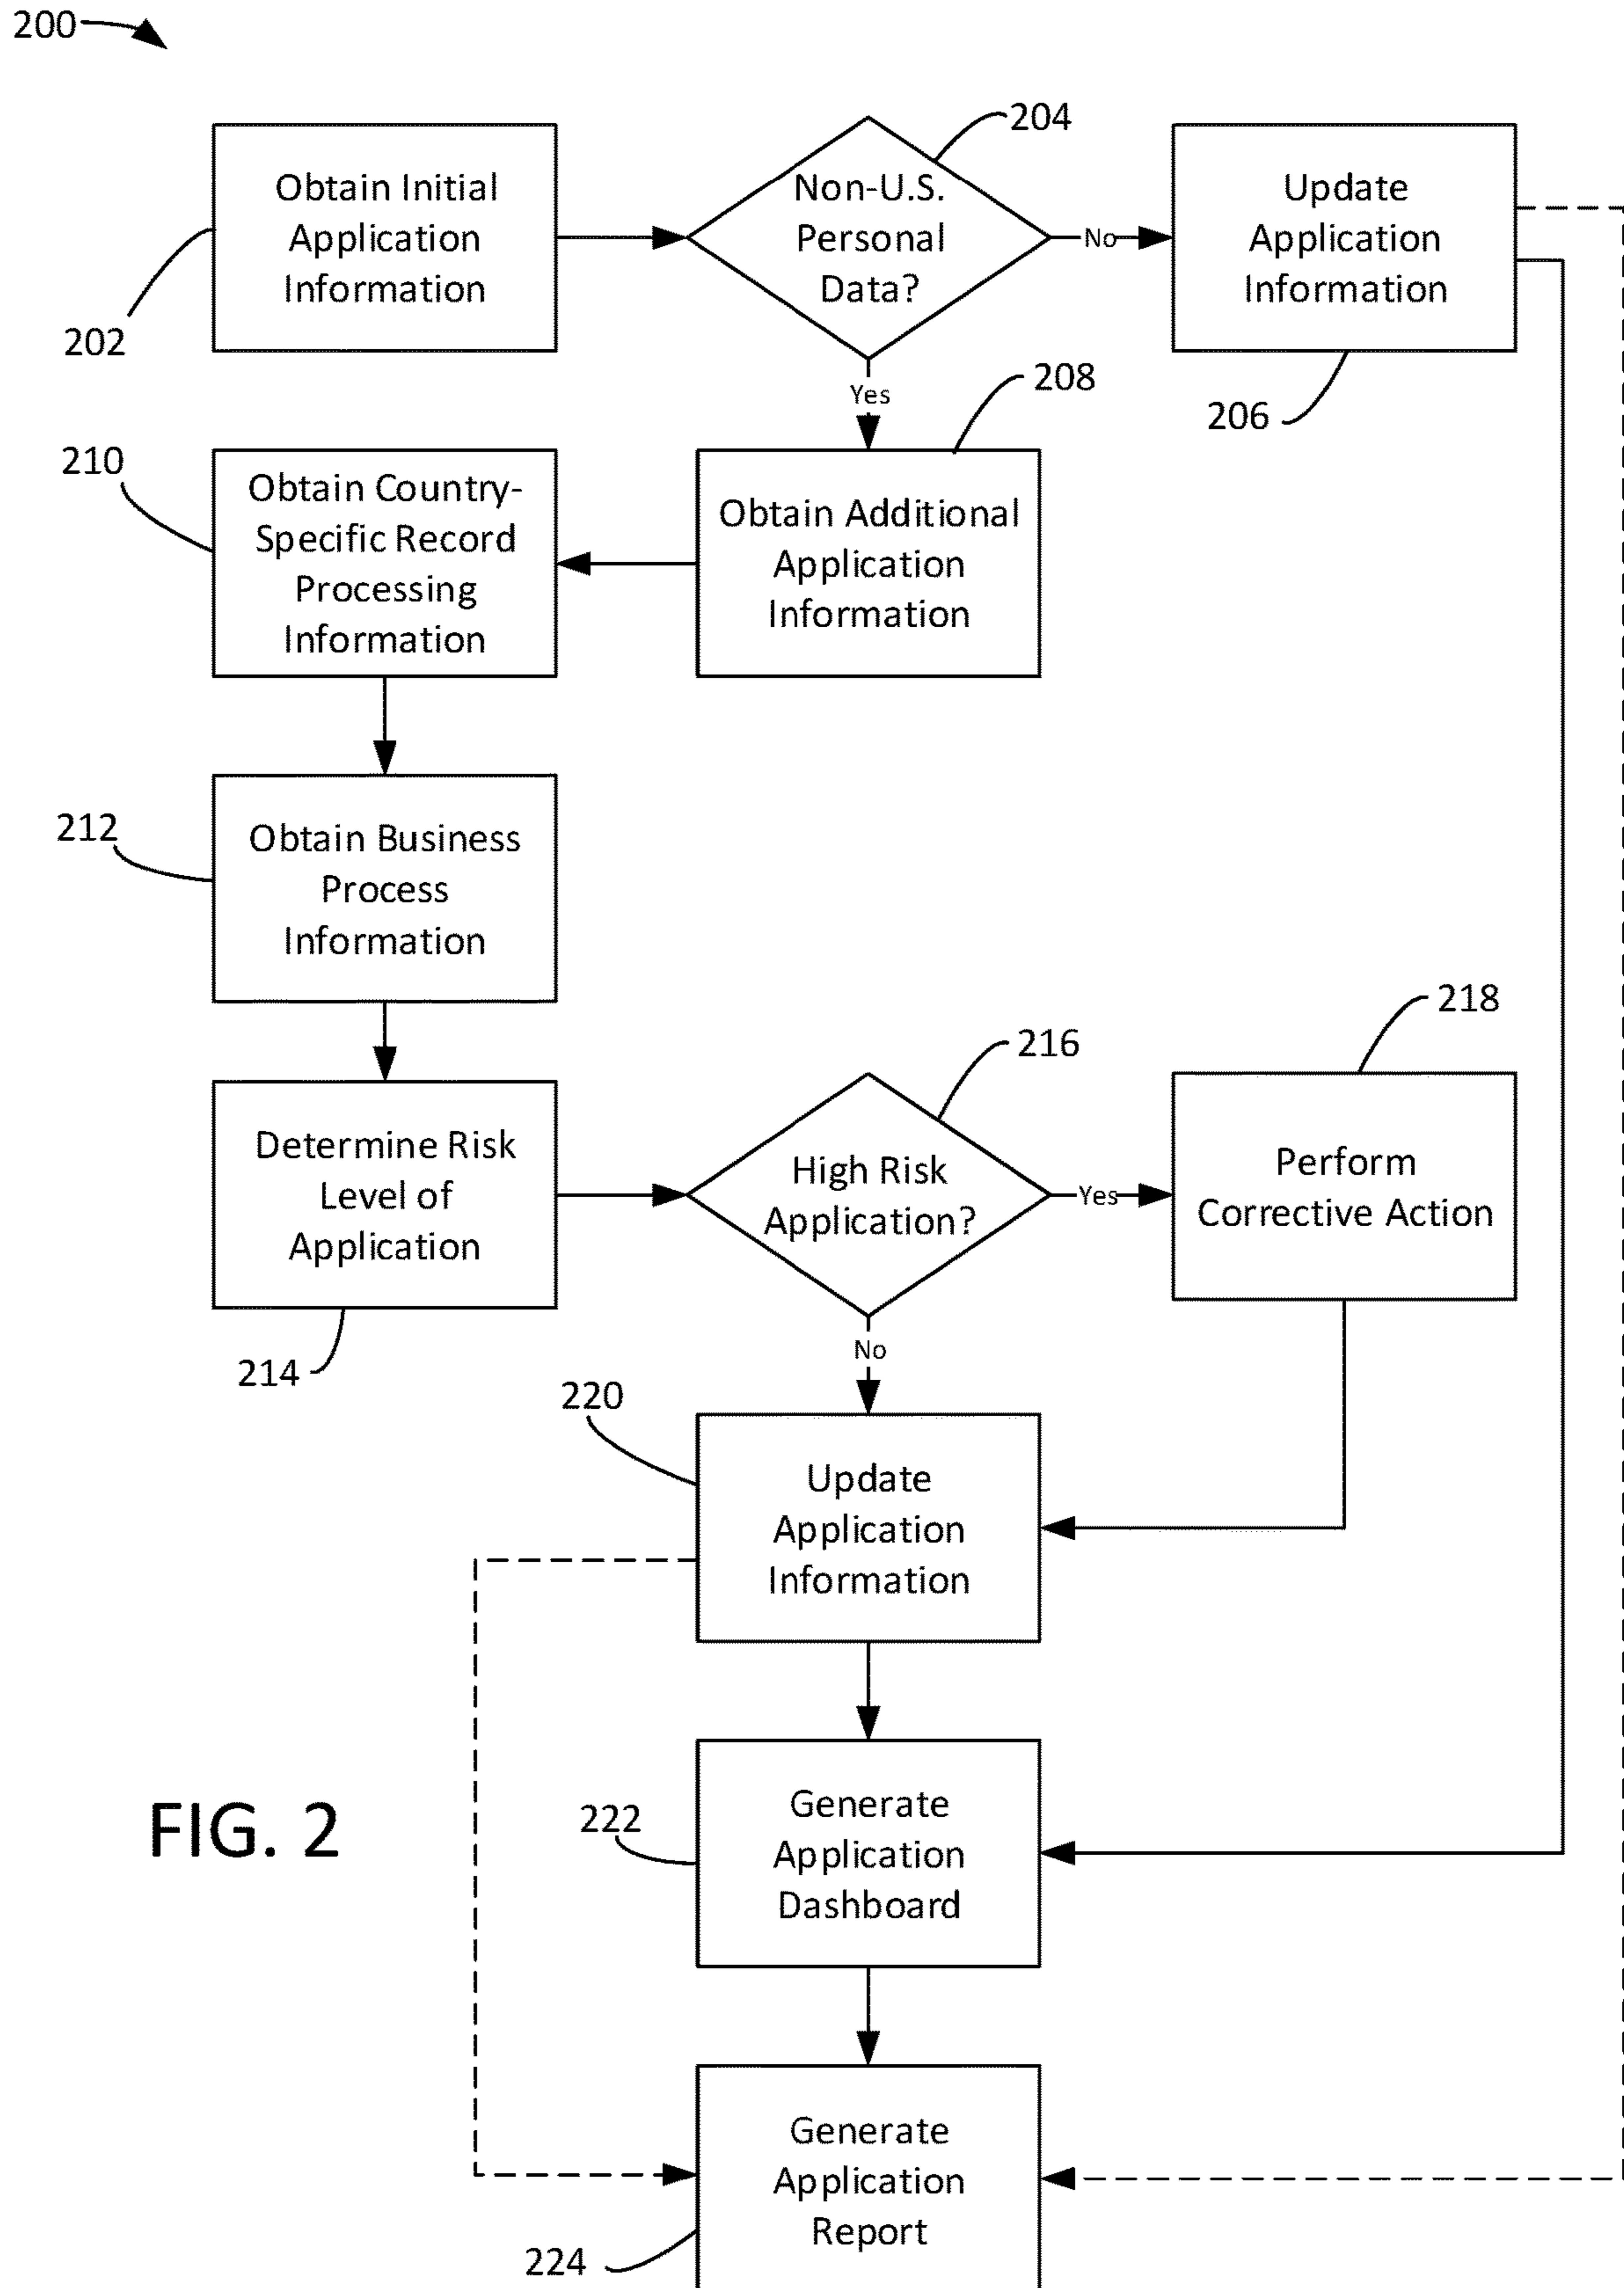 200
204
Obtain Initial
Application
Information
Non-U.S.
Personal
Data?
No
Update
Application
Information
202
206
Yes
208
210
Obtain Country-
Specific Record
Processing
Information
Obtain Additional
Application
Information
212
Obtain Business
Process
Information
218
216
Determine Risk
Level of
Application
High Risk
Application?
Yes
Perform
Corrective Action
214
No
220
Update
Application
Information
FIG. 2
222
Generate
Application
Dashboard
Generate
Application
Report
224